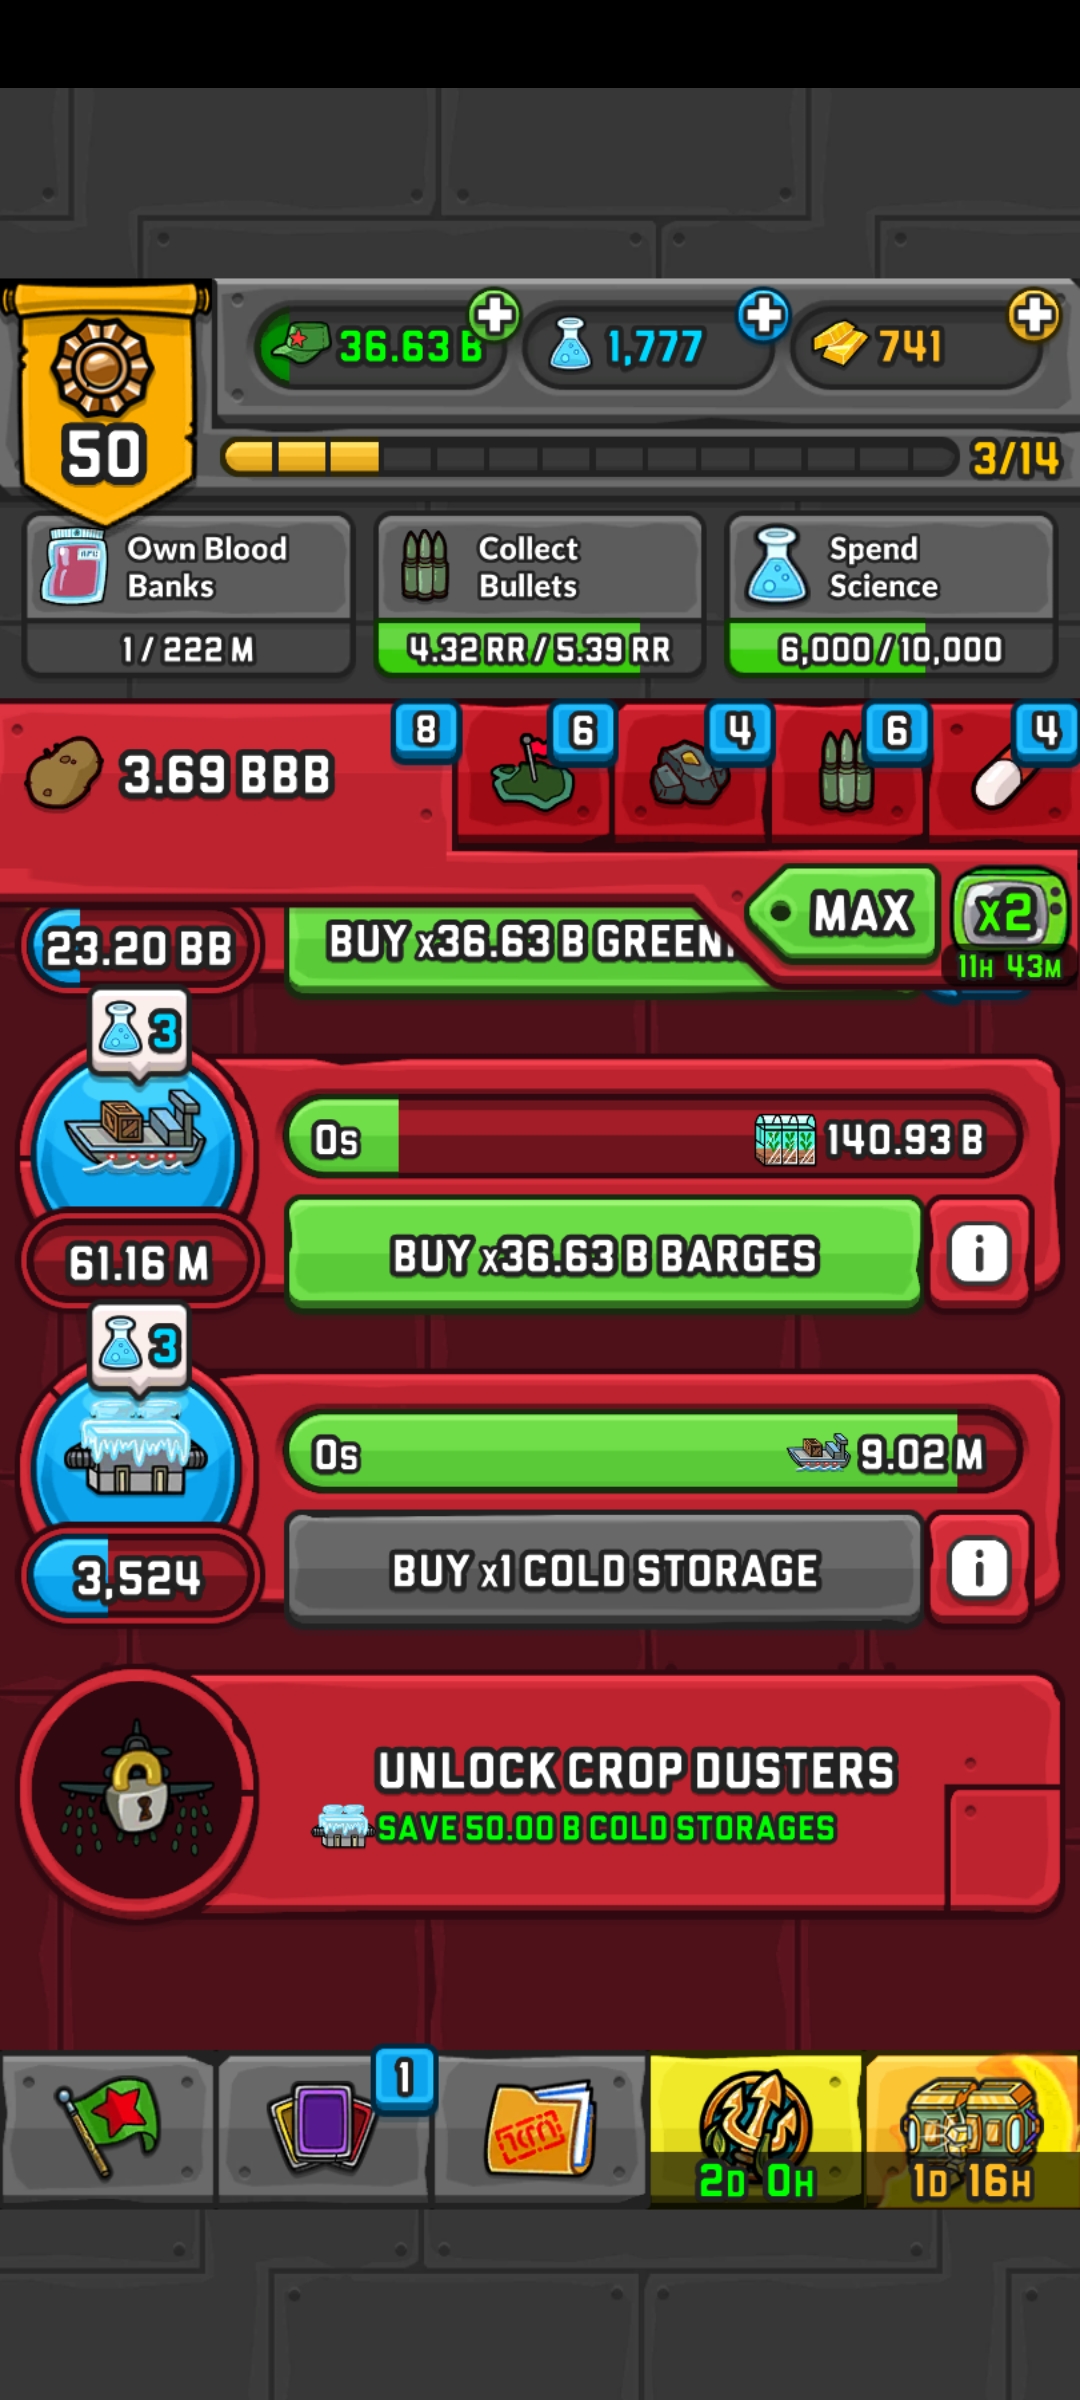 36.63 B
1,777
741
50
3/14
Own Blood
Banks
1 / 222 M
Collect
Bullets
4.32 RR / 5.39 RR
Spend
Science
6,000 / 10,000
3.69 BBB
8
6
4
6
4
MAX
x2
11H 43M
23.20 BB
BUY x36.63 B GREEN
3
0s
140.93 B
61.16 M
BUY x36.63 B BARGES
i
3
0s
9.02 M
3,524
BUY x1 COLD STORAGE
i
UNLOCK CROP DUSTERS
SAVE 50.00 B COLD STORAGES
1
2D 0H
1D 16H